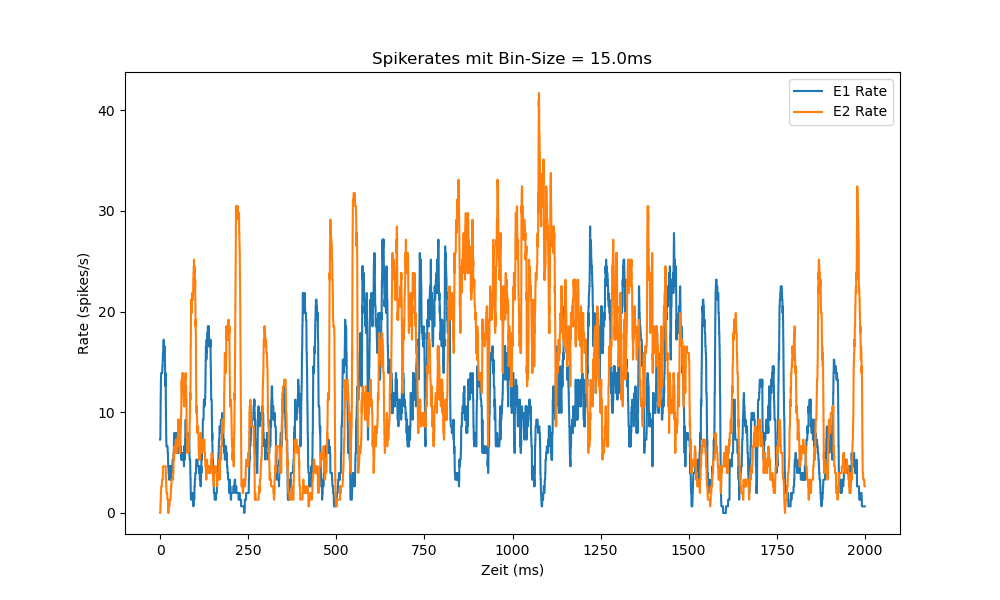 Spikerates mit Bin-Size = 15.0ms
E1 Rate
E2 Rate
40
30
20
10
0
Rate (spikes/s)
0 250 500 750 1000 1250 1500 1750 2000
Zeit (ms)